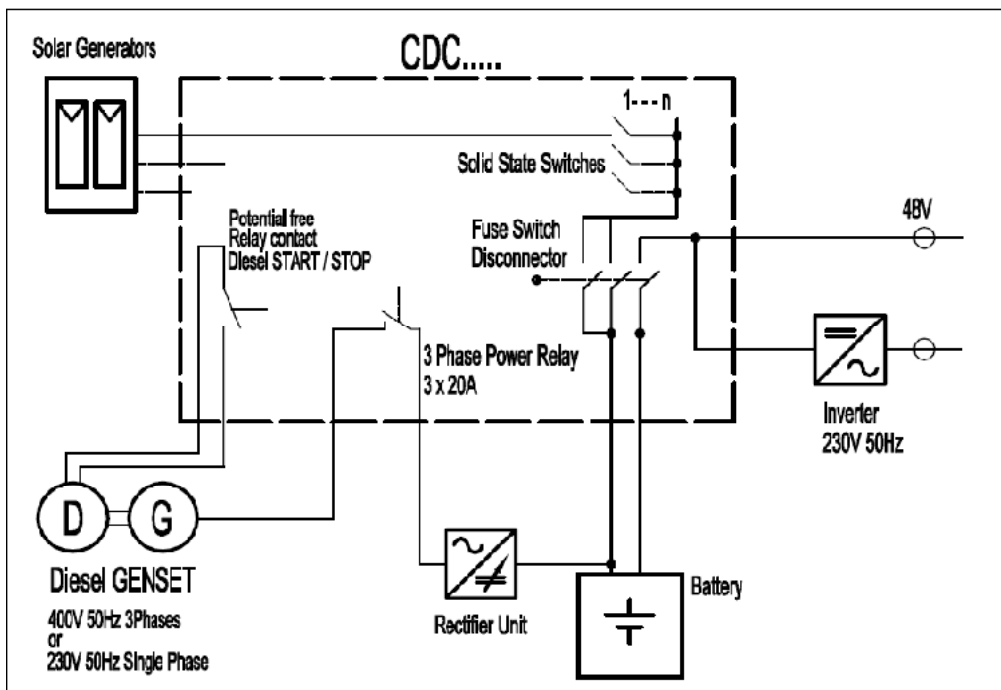 Solar Generators
CDC.....
1---n
Solid State Switches
Potential free
Relay contact
Diesel START / STOP
Fuse Switch
Disconnector
48V
3 Phase Power Relay
3 x 20A
Inverter
230V 50Hz
D
G
Diesel GENSET
400V 50Hz 3Phases
or
230V 50Hz Single Phase
Rectifier Unit
Battery